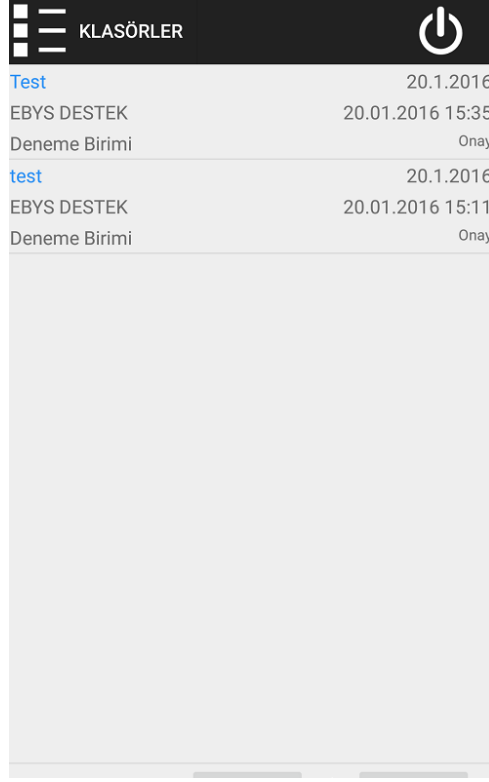 KLASÖRLER
Test 20.1.2016
EBYS DESTEK 20.01.2016 15:35
Deneme Birimi Onay
test 20.1.2016
EBYS DESTEK 20.01.2016 15:11
Deneme Birimi Onay